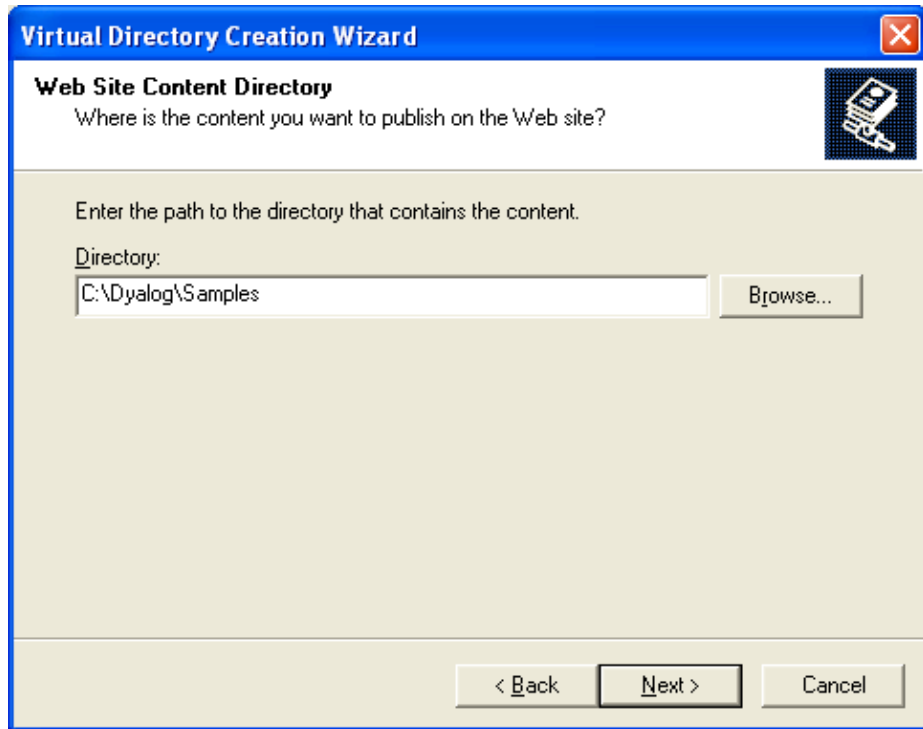 Virtual Directory Creation Wizard
Web Site Content Directory
Where is the content you want to publish on the Web site?
Enter the path to the directory that contains the content.
Directory:
C:\Dyalog\Samples
Browse...
< Back
Next >
Cancel